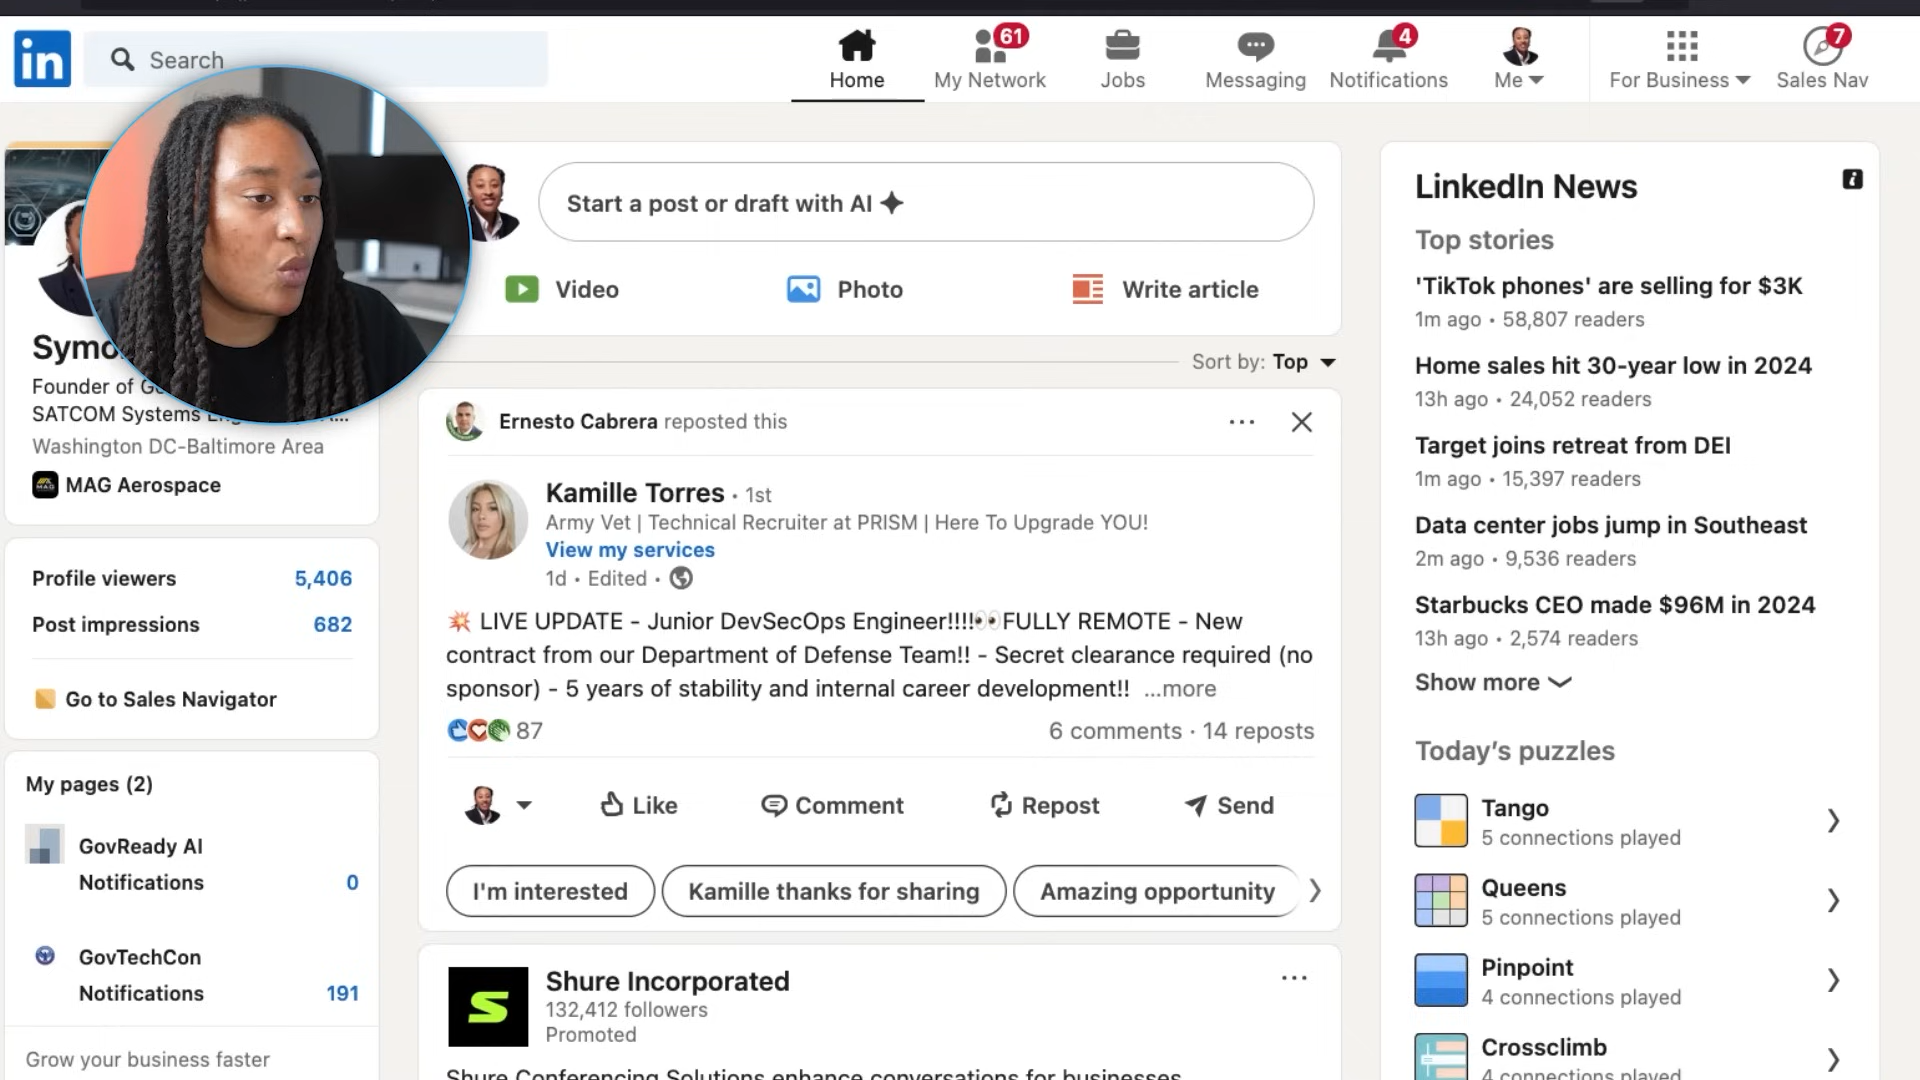 in
Search
Home
61
My Network
Jobs
Messaging
4
Notifications
Me
For Business
7
Sales Nav
Founder of
SATCOM Systems
Washington DC-Baltimore Area
MAG Aerospace
Profile viewers 5,406
Post impressions 682
Go to Sales Navigator
My pages (2)
GovReady AI
Notifications 0
GovTechCon
Notifications 191
Grow your business faster
Start a post or draft with AI
Video
Photo
Write article
Sort by: Top
Ernesto Cabrera reposted this
Kamille Torres • 1st
Army Vet | Technical Recruiter at PRISM | Here To Upgrade YOU!
View my services
1d • Edited •
💥 LIVE UPDATE - Junior DevSecOps Engineer!!!!👀FULLY REMOTE - New
contract from our Department of Defense Team!! - Secret clearance required (no
sponsor) - 5 years of stability and internal career development!! ...more
87
6 comments · 14 reposts
Like
Comment
Repost
Send
I'm interested
Kamille thanks for sharing
Amazing opportunity
Shure Incorporated
132,412 followers
Promoted
Shure Conferencing Solutions enhance conversations for businesses
LinkedIn News
Top stories
'TikTok phones' are selling for $3K
1m ago • 58,807 readers
Home sales hit 30-year low in 2024
13h ago • 24,052 readers
Target joins retreat from DEI
1m ago • 15,397 readers
Data center jobs jump in Southeast
2m ago • 9,536 readers
Starbucks CEO made $96M in 2024
13h ago • 2,574 readers
Show more
Today's puzzles
Tango
5 connections played
Queens
5 connections played
Pinpoint
4 connections played
Crossclimb
4 connections played